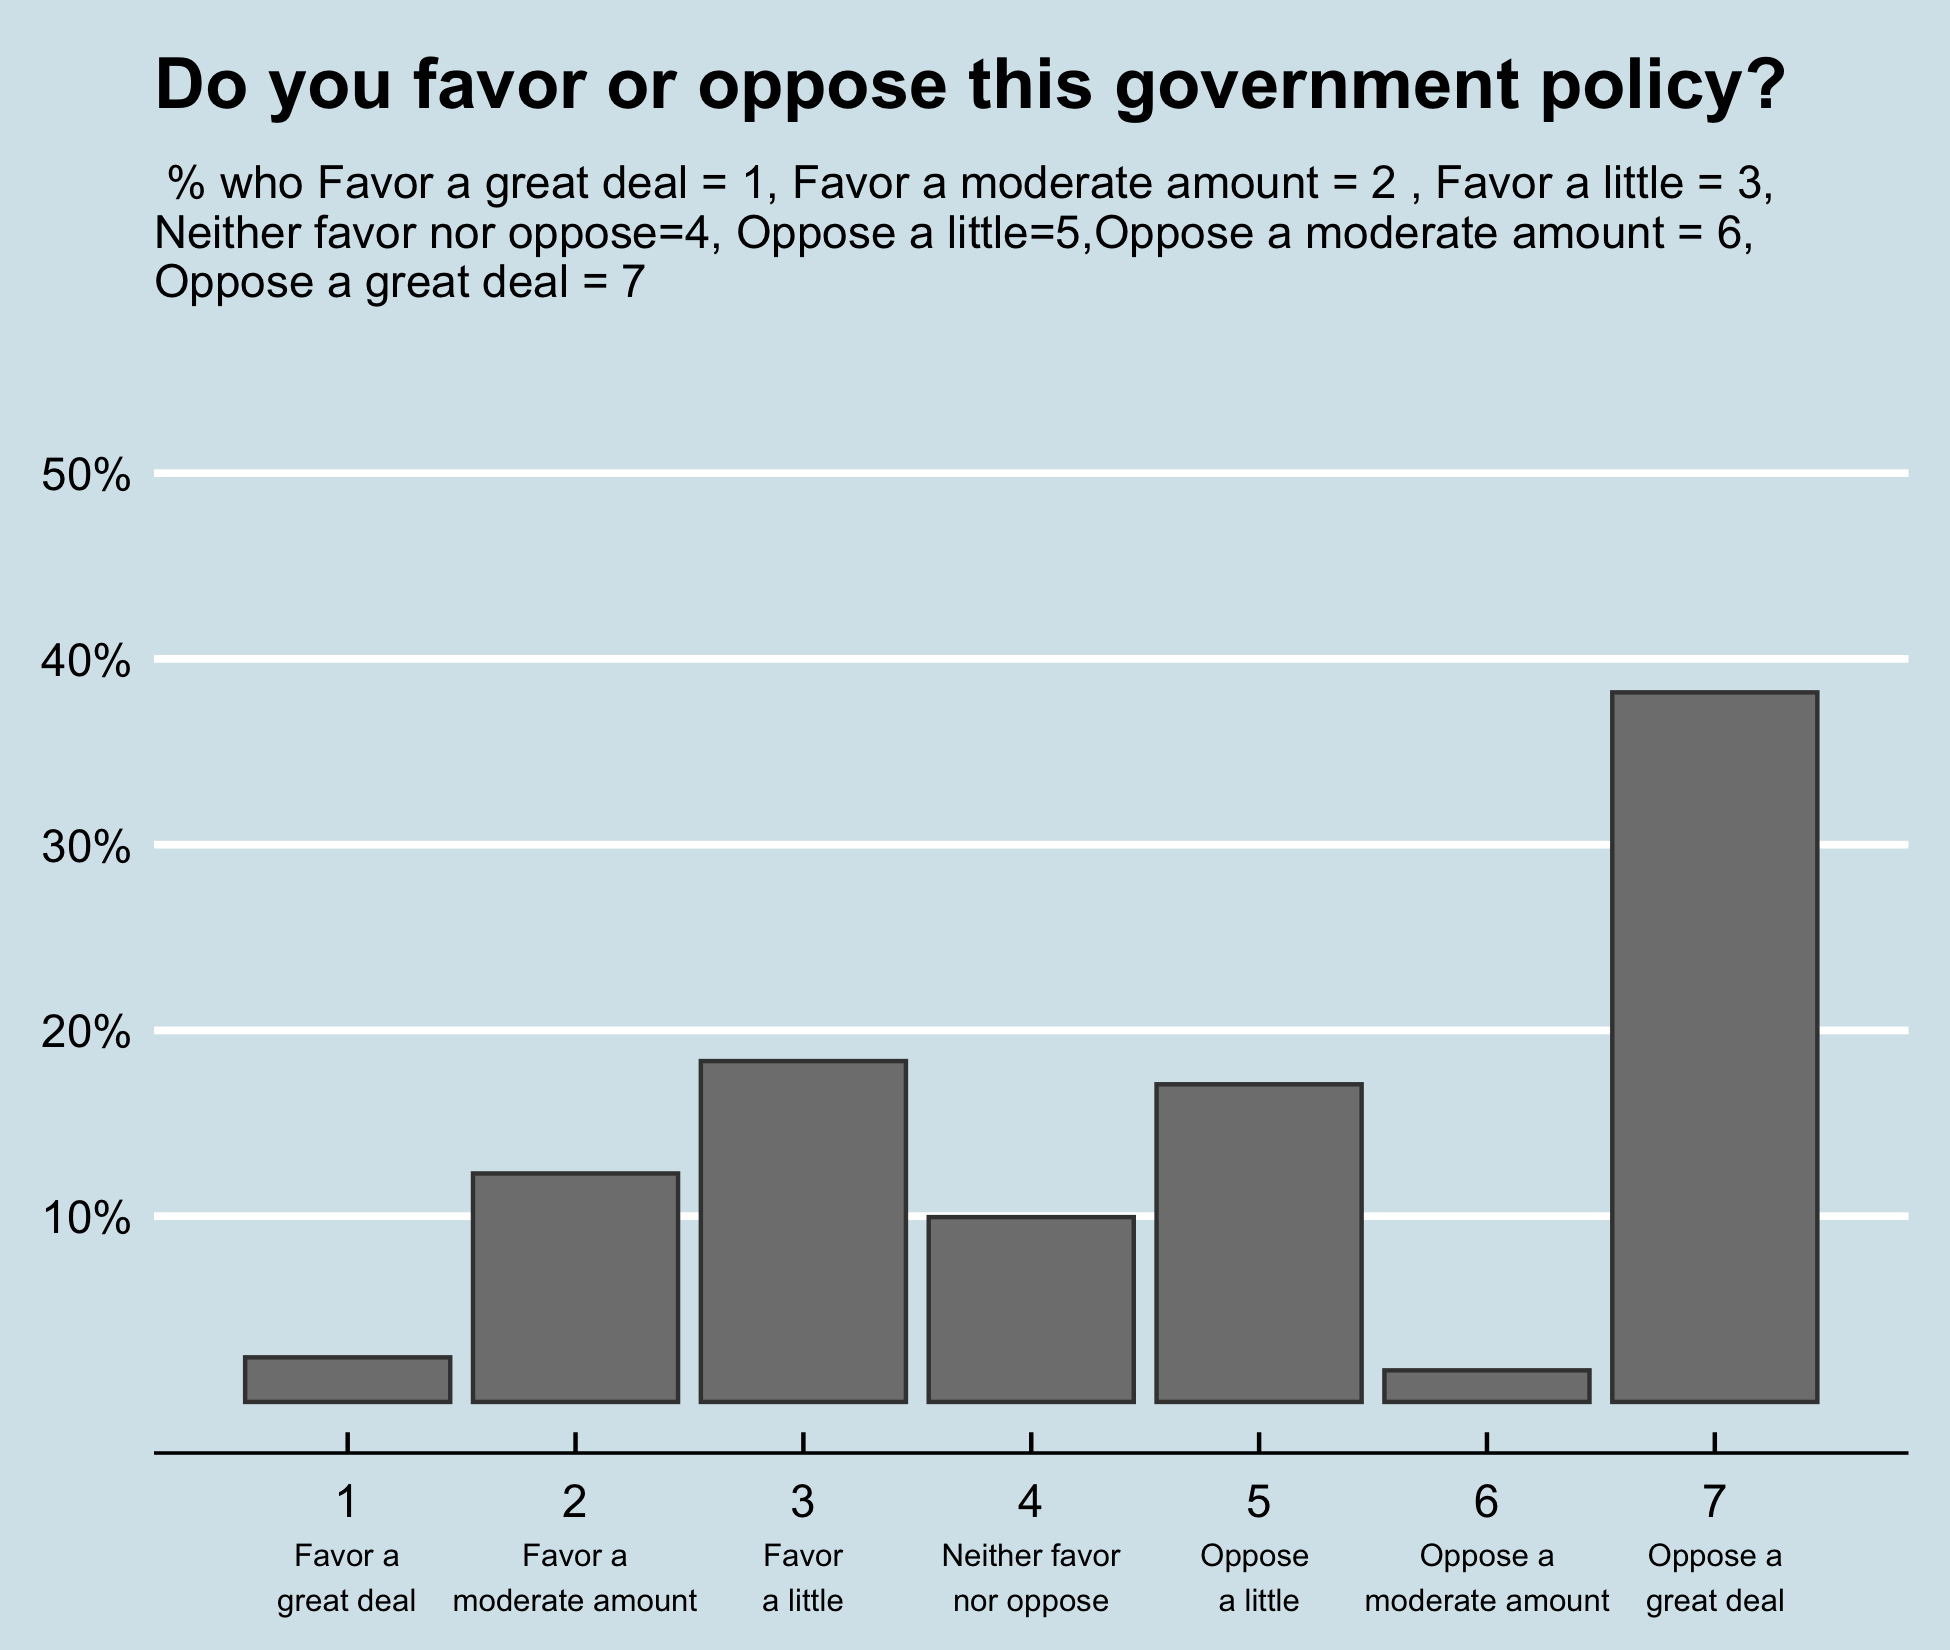 Do you favor or oppose this government policy?
% who Favor a great deal = 1, Favor a moderate amount = 2 , Favor a little = 3,
Neither favor nor oppose=4, Oppose a little=5,Oppose a moderate amount = 6,
Oppose a great deal = 7
50%
40%
30%
20%
10%
1 2 3 4 5 6 7
Favor a Favor a Favor Neither favor Oppose Oppose a Oppose a
great deal moderate amount a little nor oppose a little moderate amount great deal